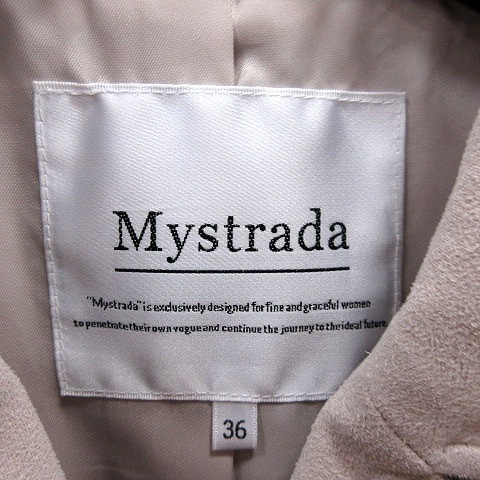 Mystrada
"Mystrada" is exclusively designed for fine and graceful women
to penetrate their own vogue and continue the journey to the ideal future.
36